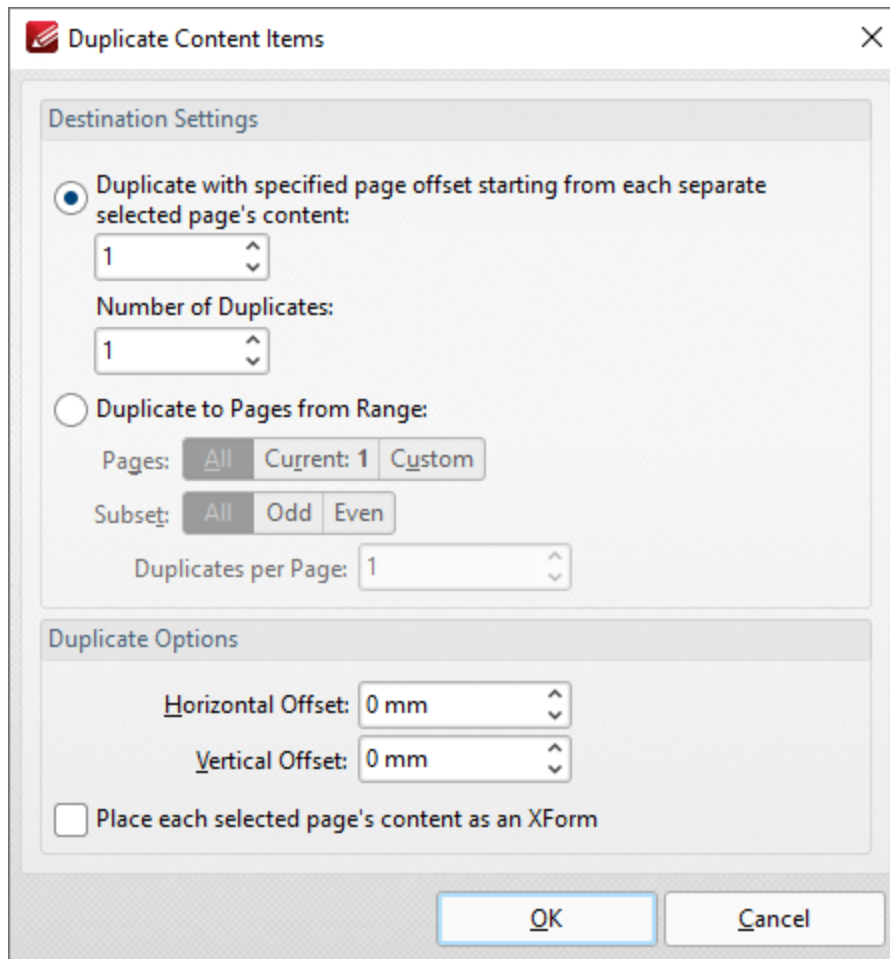 Duplicate Content Items
Destination Settings
Duplicate with specified page offset starting from each separate
selected page's content:
1
Number of Duplicates:
1
Duplicate to Pages from Range:
Pages: All Current: 1 Custom
Subset: All Odd Even
Duplicates per Page: 1
Duplicate Options
Horizontal Offset: 0 mm
Vertical Offset: 0 mm
Place each selected page's content as an XForm
OK Cancel